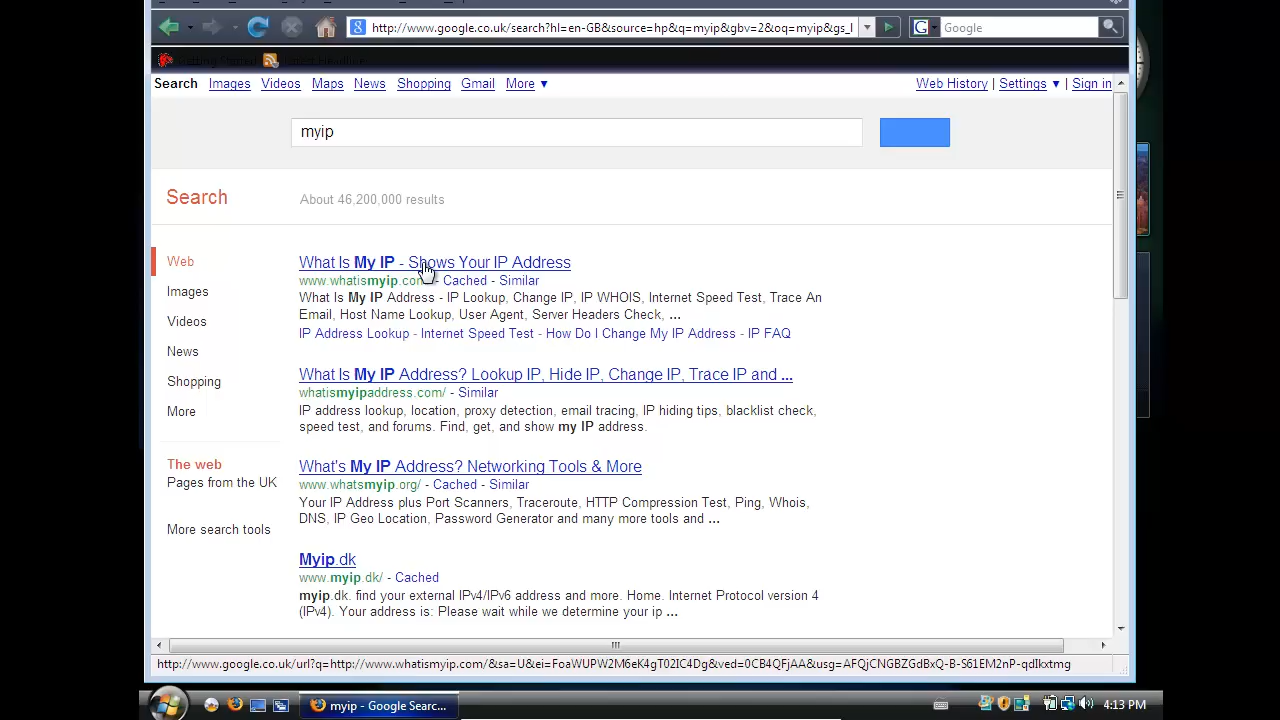 http://www.google.co.uk/search?hl=en-GB&source=hp&q=myip&gbv=2&oq=myip&gs_l
Google
Search Images Videos Maps News Shopping Gmail More ▼ Web History | Settings ▼ | Sign in
myip
Search About 46,200,000 results
Web
Images
Videos
News
Shopping
More
The web
Pages from the UK
More search tools
What Is My IP - Shows Your IP Address
www.whatismyip.com - Cached - Similar
What Is My IP Address - IP Lookup, Change IP, IP WHOIS, Internet Speed Test, Trace An
Email, Host Name Lookup, User Agent, Server Headers Check, ...
IP Address Lookup - Internet Speed Test - How Do I Change My IP Address - IP FAQ
What Is My IP Address? Lookup IP, Hide IP, Change IP, Trace IP and ...
whatismyipaddress.com/ - Similar
IP address lookup, location, proxy detection, email tracing, IP hiding tips, blacklist check,
speed test, and forums. Find, get, and show my IP address.
What's My IP Address? Networking Tools & More
www.whatsmyip.org/ - Cached - Similar
Your IP Address plus Port Scanners, Traceroute, HTTP Compression Test, Ping, Whois,
DNS, IP Geo Location, Password Generator and many more tools and ...
Myip.dk
www.myip.dk/ - Cached
myip.dk. find your external IPv4/IPv6 address and more. Home. Internet Protocol version 4
(IPv4). Your address is: Please wait while we determine your ip ...
http://www.google.co.uk/url?q=http://www.whatismyip.com/&sa=U&ei=FoaWUPW2M6eK4gT02IC4Dg&ved=0CB4QFjAA&usg=AFQjCNGBZGdBxQ-B-S61EM2nP-qdlkxtmg
myip - Google Searc...
4:13 PM